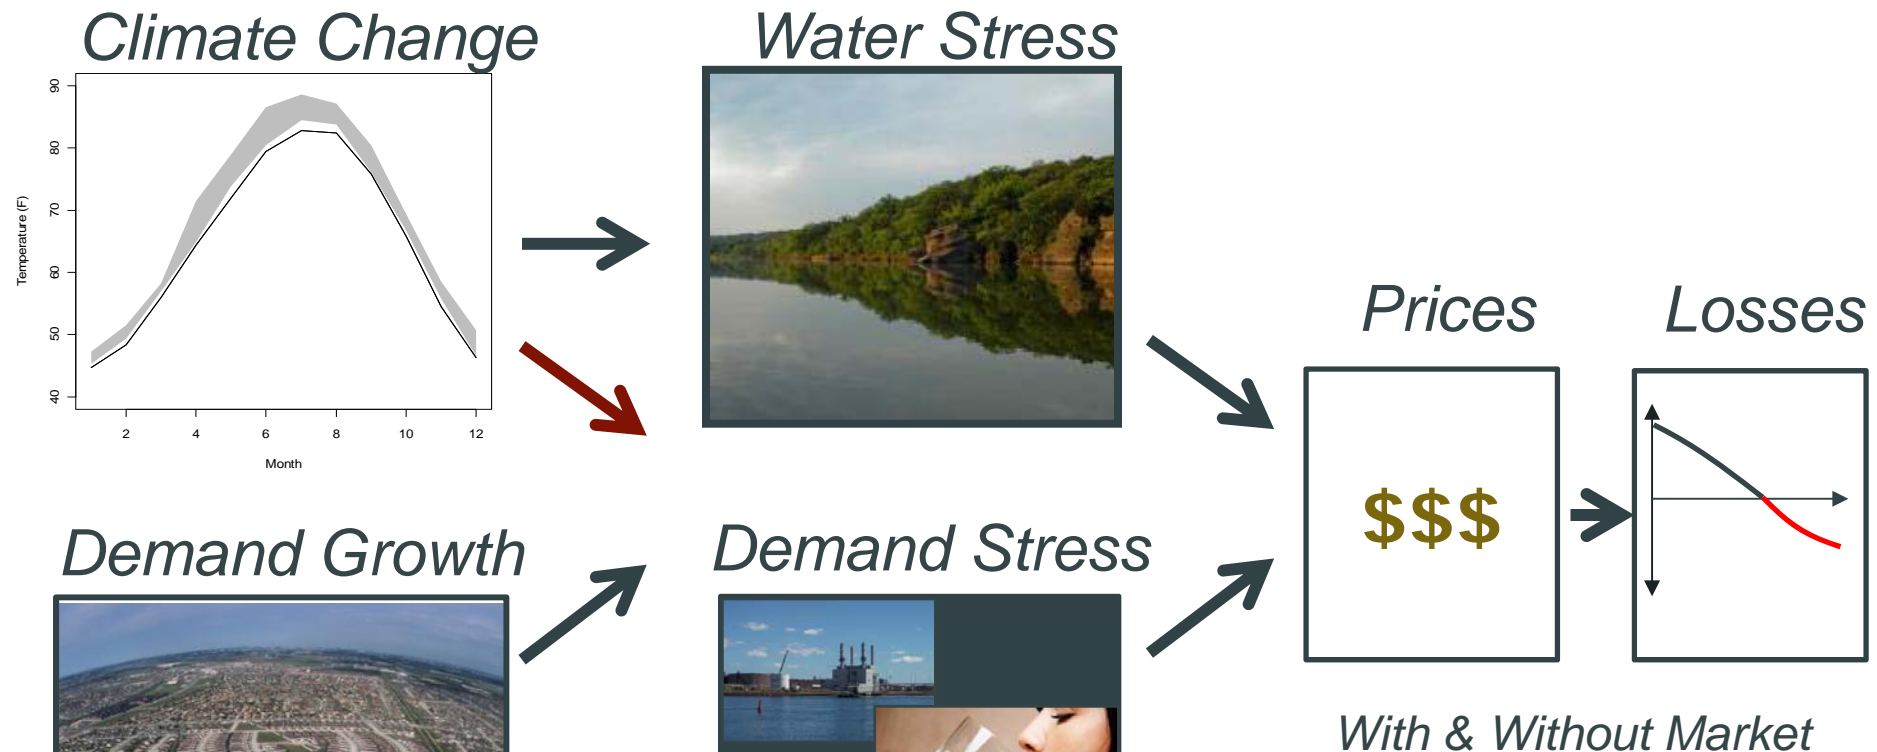 Climate Change
Water Stress
90
80
70
60
50
40
Temperature (F)
2 4 6 8 10 12
Month
Prices
Losses
$$$
Demand Growth
Demand Stress
With & Without Market